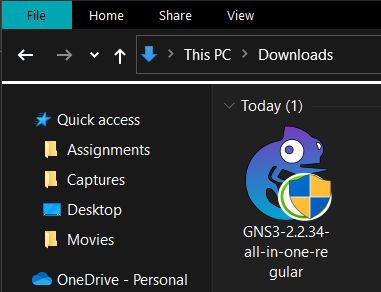 File Home Share View
This PC > Downloads
Quick access
Assignments
Captures
Desktop
Movies
OneDrive - Personal
Today (1)
GNS3-2.2.34-
all-in-one-re
gular